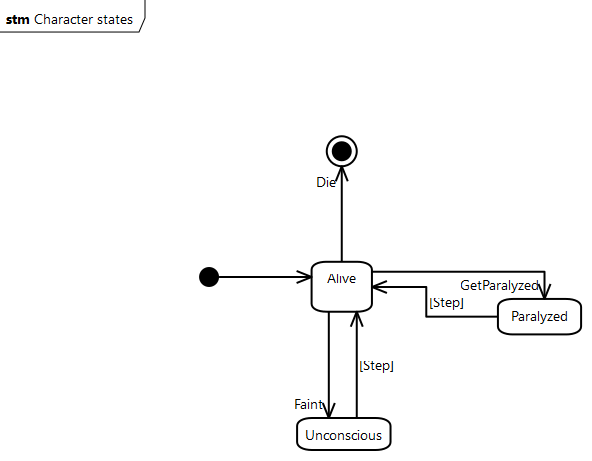 stm Character states
Die
Alive
GetParalyzed
[Step]
Paralyzed
[Step]
Faint
Unconscious